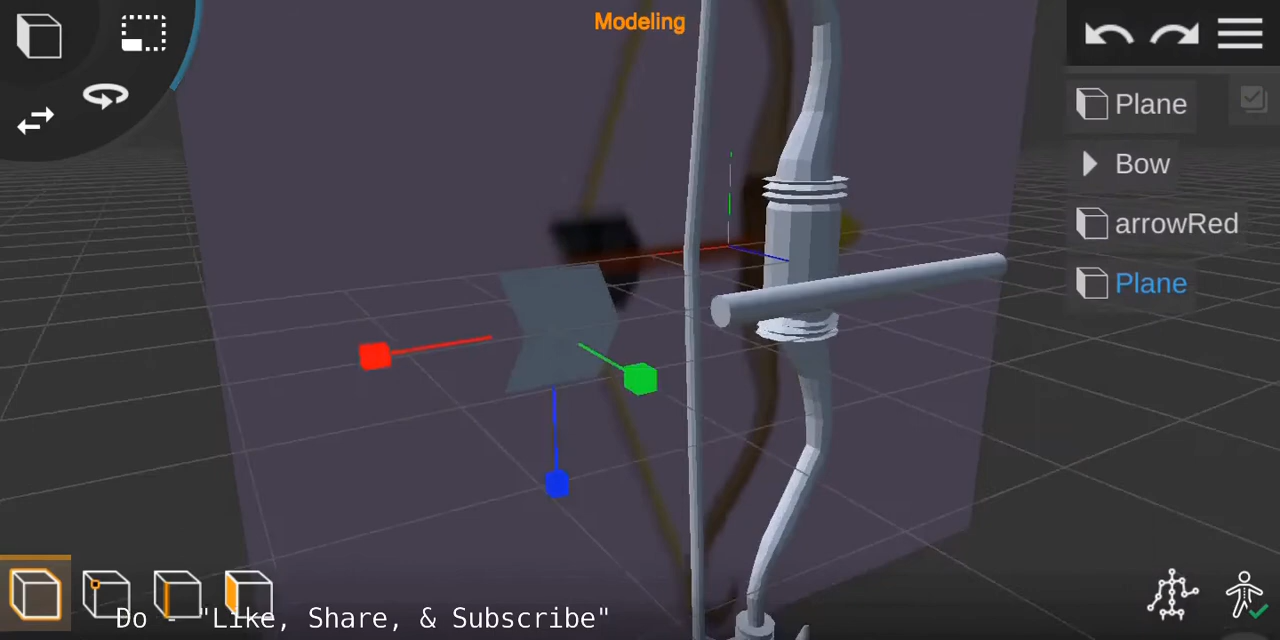 Modeling
Plane
Bow
arrowRed
Plane
Do - "Like, Share, & Subscribe"